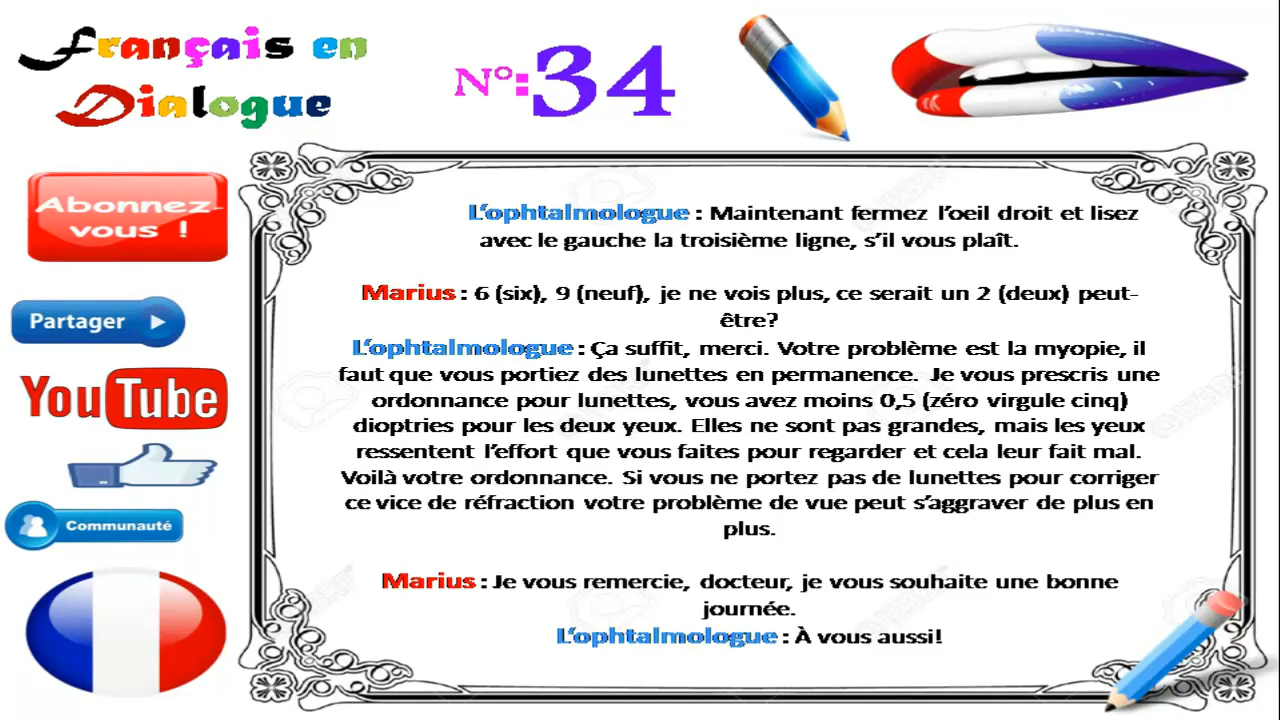 Français en
Dialogue
N°:34
Abonnez-
vous !
Partager
YouTube
Communauté
L'ophtalmologue : Maintenant fermez l'oeil droit et lisez
avec le gauche la troisième ligne, s'il vous plaît.
Marius : 6 (six), 9 (neuf), je ne vois plus, ce serait un 2 (deux) peut-
être?
L'ophtalmologue : Ça suffit, merci. Votre problème est la myopie, il
faut que vous portiez des lunettes en permanence. Je vous prescris une
ordonnance pour lunettes, vous avez moins 0,5 (zéro virgule cinq)
dioptries pour les deux yeux. Elles ne sont pas grandes, mais les yeux
ressentent l'effort que vous faites pour regarder et cela leur fait mal.
Voilà votre ordonnance. Si vous ne portez pas de lunettes pour corriger
ce vice de réfraction votre problème de vue peut s'aggraver de plus en
plus.
Marius : Je vous remercie, docteur, je vous souhaite une bonne
journée.
L'ophtalmologue : À vous aussi!